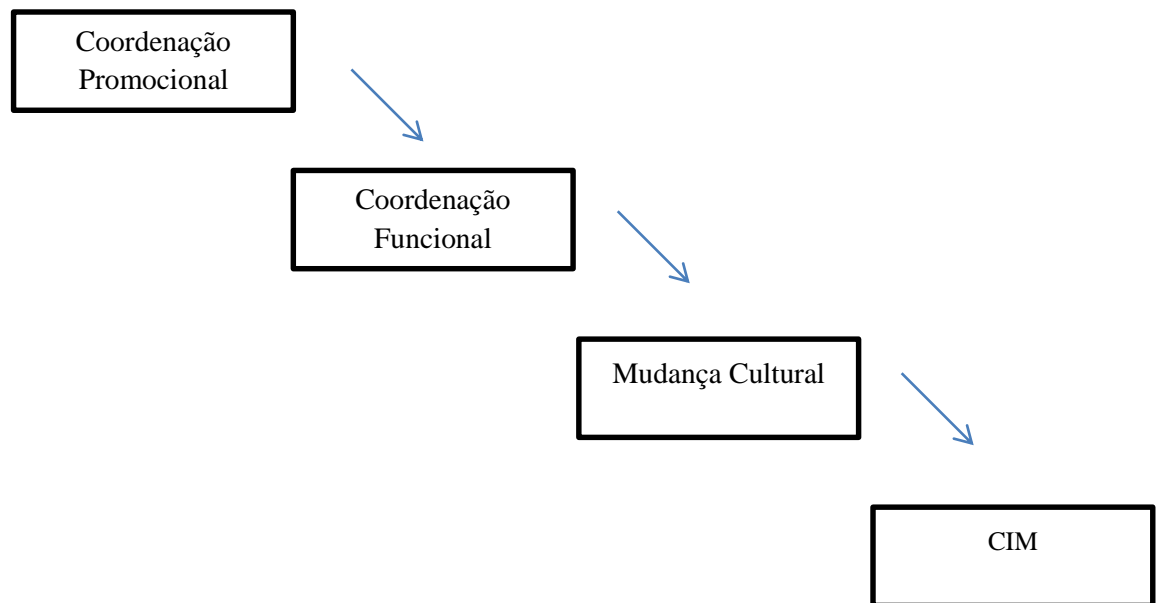 Coordenação
Promocional
Coordenação
Funcional
Mudança Cultural
CIM